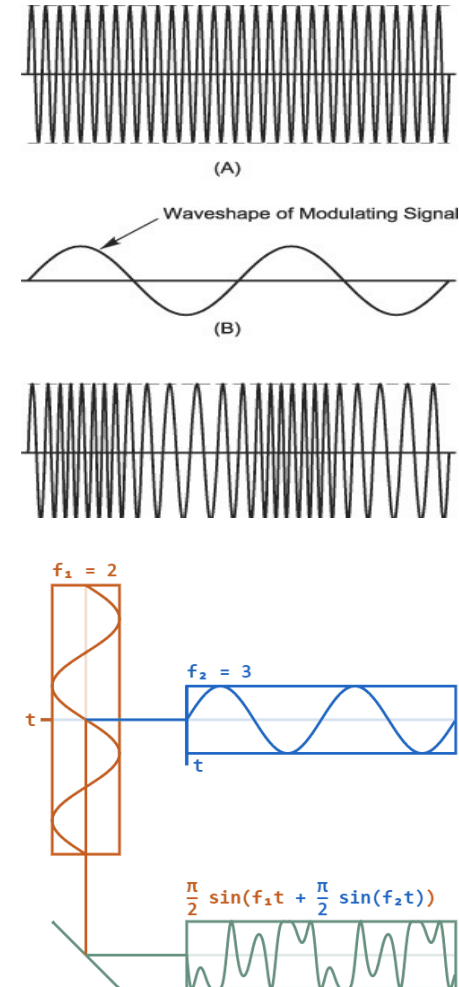 (A)
Waveshape of Modulating Signal
(B)
f₁ = 2
f₂ = 3
t
t
π/2 sin(f₁t + π/2 sin(f₂t))